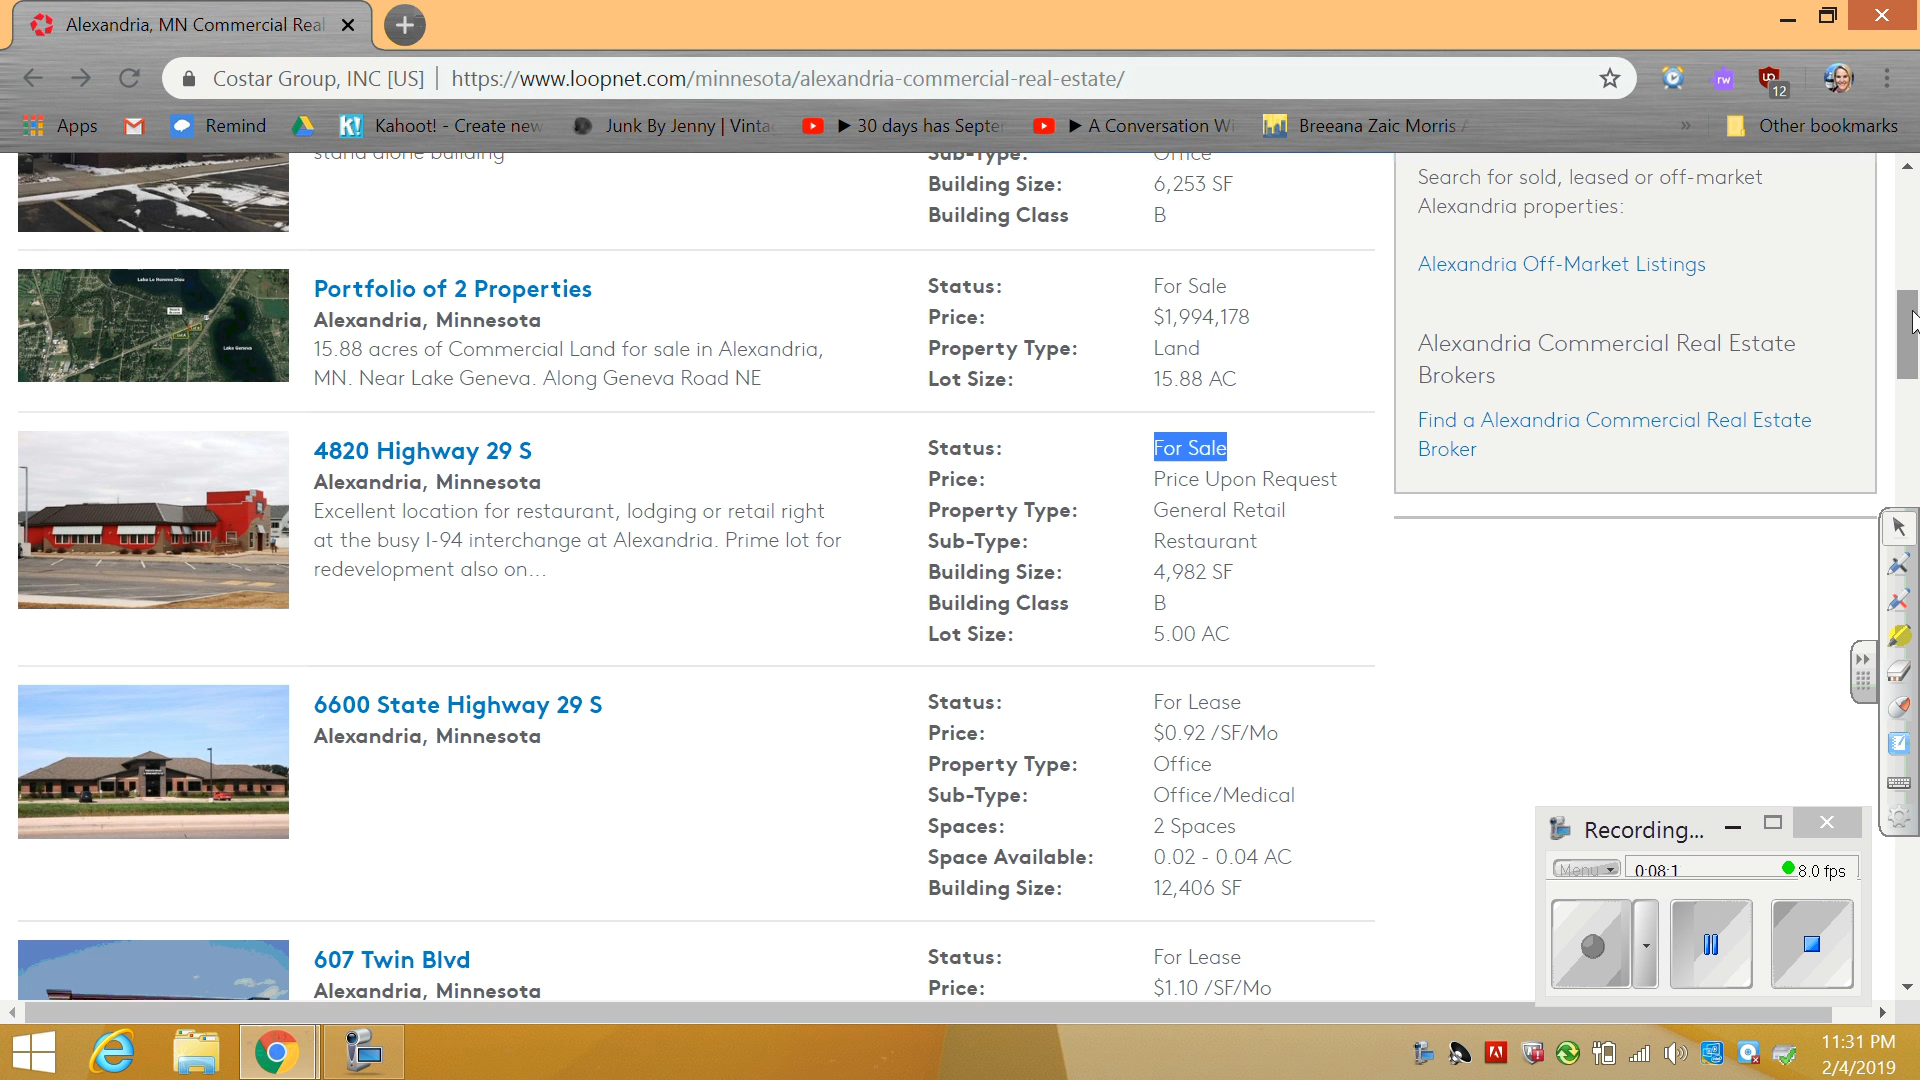 Alexandria, MN Commercial Real
Costar Group, INC [US] | https://www.loopnet.com/minnesota/alexandria-commercial-real-estate/
rw
12
Apps
Remind
K!
Kahoot! - Create new
Junk By Jenny | Vinta
► 30 days has Septe
► A Conversation Wi
Breeana Zaic Morris
»
Other bookmarks
stand alone building
Sub-Type: Office
Building Size: 6,253 SF
Building Class B
Portfolio of 2 Properties
Alexandria, Minnesota
15.88 acres of Commercial Land for sale in Alexandria,
MN. Near Lake Geneva. Along Geneva Road NE
Status: For Sale
Price: $1,994,178
Property Type: Land
Lot Size: 15.88 AC
4820 Highway 29 S
Alexandria, Minnesota
Excellent location for restaurant, lodging or retail right
at the busy I-94 interchange at Alexandria. Prime lot for
redevelopment also on...
Status: For Sale
Price: Price Upon Request
Property Type: General Retail
Sub-Type: Restaurant
Building Size: 4,982 SF
Building Class B
Lot Size: 5.00 AC
6600 State Highway 29 S
Alexandria, Minnesota
Status: For Lease
Price: $0.92 /SF/Mo
Property Type: Office
Sub-Type: Office/Medical
Spaces: 2 Spaces
Space Available: 0.02 - 0.04 AC
Building Size: 12,406 SF
607 Twin Blvd
Alexandria, Minnesota
Status: For Lease
Price: $1.10 /SF/Mo
Search for sold, leased or off-market
Alexandria properties:
Alexandria Off-Market Listings
Alexandria Commercial Real Estate
Brokers
Find a Alexandria Commercial Real Estate
Broker
Recording...
Menu
0:08:1
8.0 fps
11:31 PM
2/4/2019